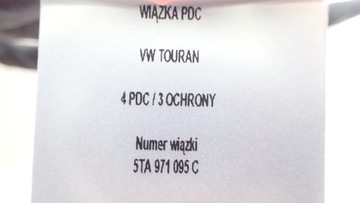 WIĄZKA PDC
VW TOURAN
4 PDC / 3 OCHRONY
Numer wiązki
5TA 971 095 C